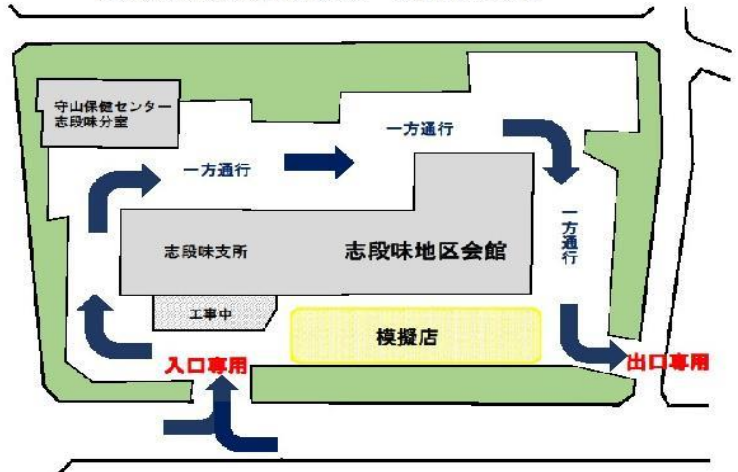 守山保健センター
志段味分室
一方通行
一方通行
一方通行
志段味支所
志段味地区会館
工事中
模擬店
入口専用
出口専用